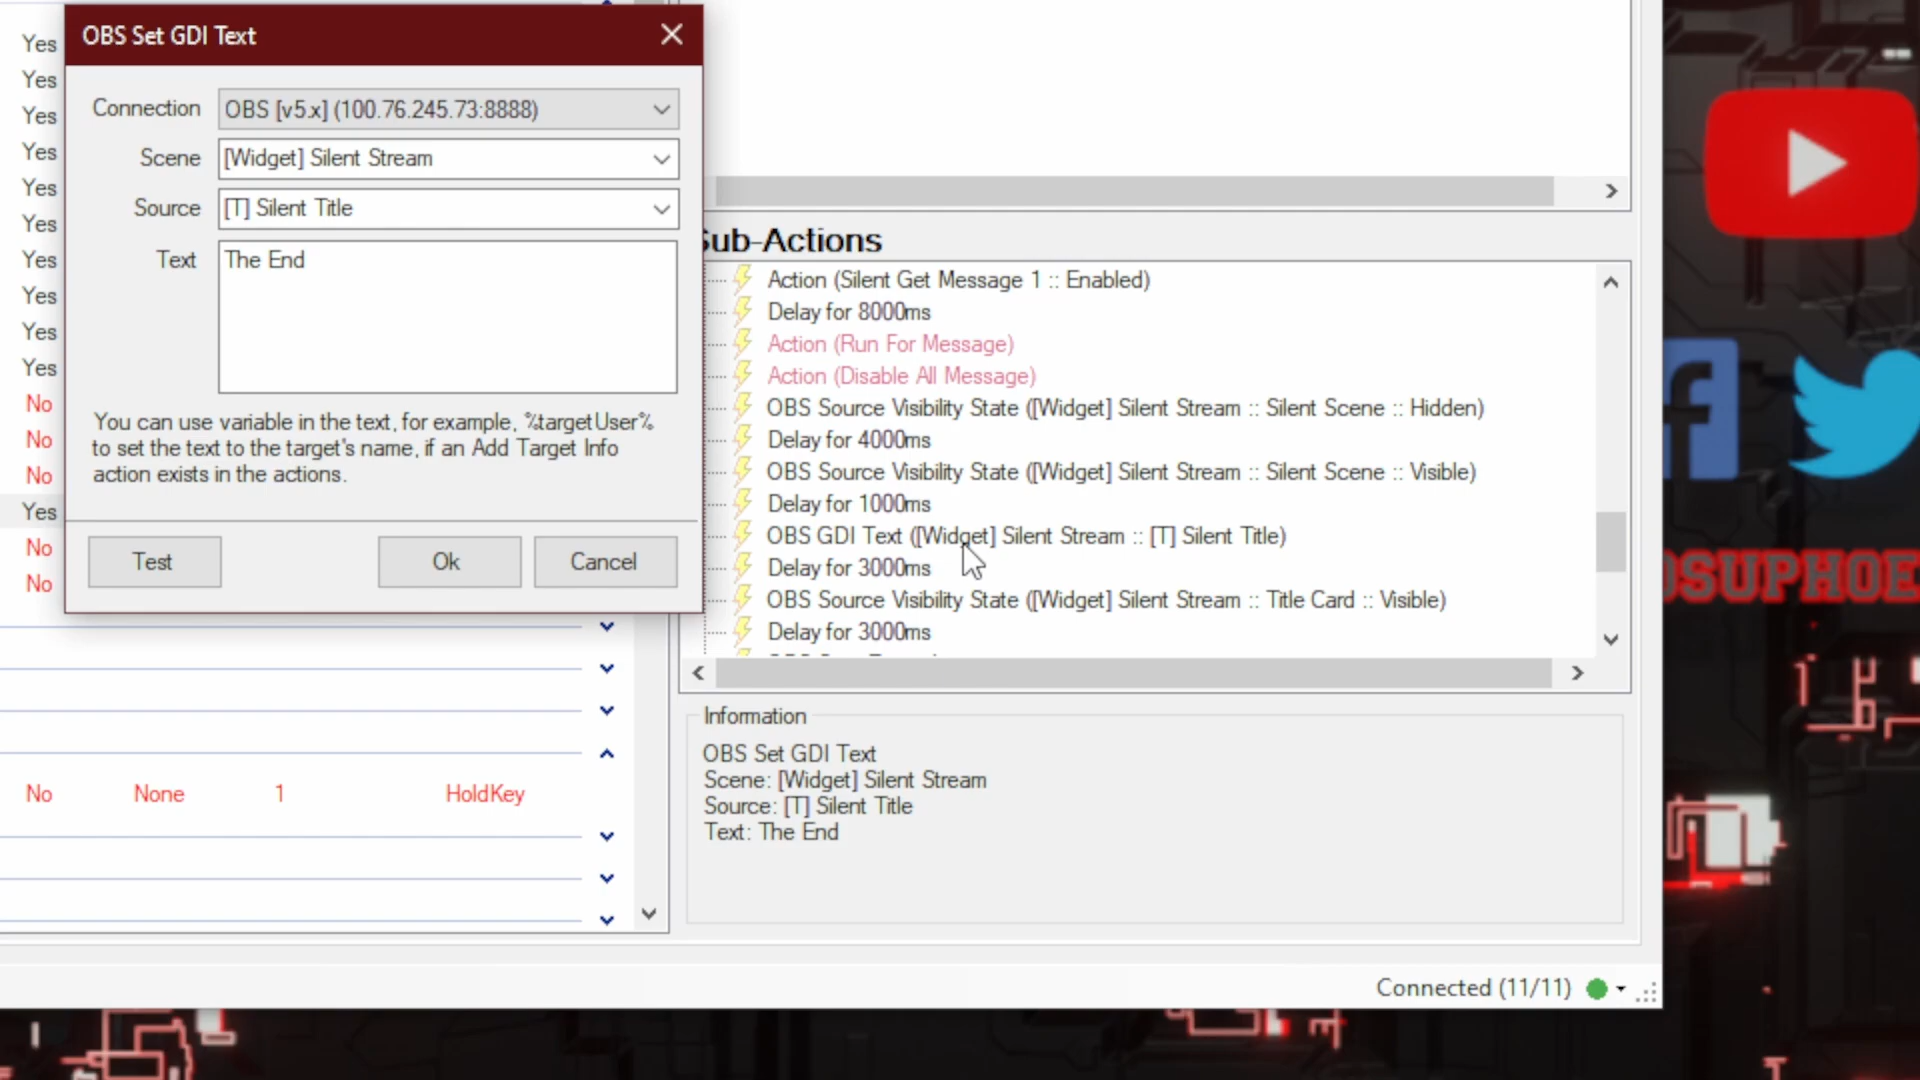 OBS Set GDI Text
Connection
OBS [v5.x] (100.76.245.73:8888)
Scene
[Widget] Silent Stream
Source
[T] Silent Title
Text
The End
You can use variable in the text, for example, %targetUser%
to set the text to the target's name, if an Add Target Info
action exists in the actions.
Test
Ok
Cancel
Yes
Yes
Yes
Yes
Yes
Yes
Yes
Yes
Yes
Yes
No
No
No
Yes
No
No
No None 1 HoldKey
Sub-Actions
Action (Silent Get Message 1 :: Enabled)
Delay for 8000ms
Action (Run For Message)
Action (Disable All Message)
OBS Source Visibility State ([Widget] Silent Stream :: Silent Scene :: Hidden)
Delay for 4000ms
OBS Source Visibility State ([Widget] Silent Stream :: Silent Scene :: Visible)
Delay for 1000ms
OBS GDI Text ([Widget] Silent Stream :: [T] Silent Title)
Delay for 3000ms
OBS Source Visibility State ([Widget] Silent Stream :: Title Card :: Visible)
Delay for 3000ms
Information
OBS Set GDI Text
Scene: [Widget] Silent Stream
Source: [T] Silent Title
Text: The End
Connected (11/11)
OSUPHOE